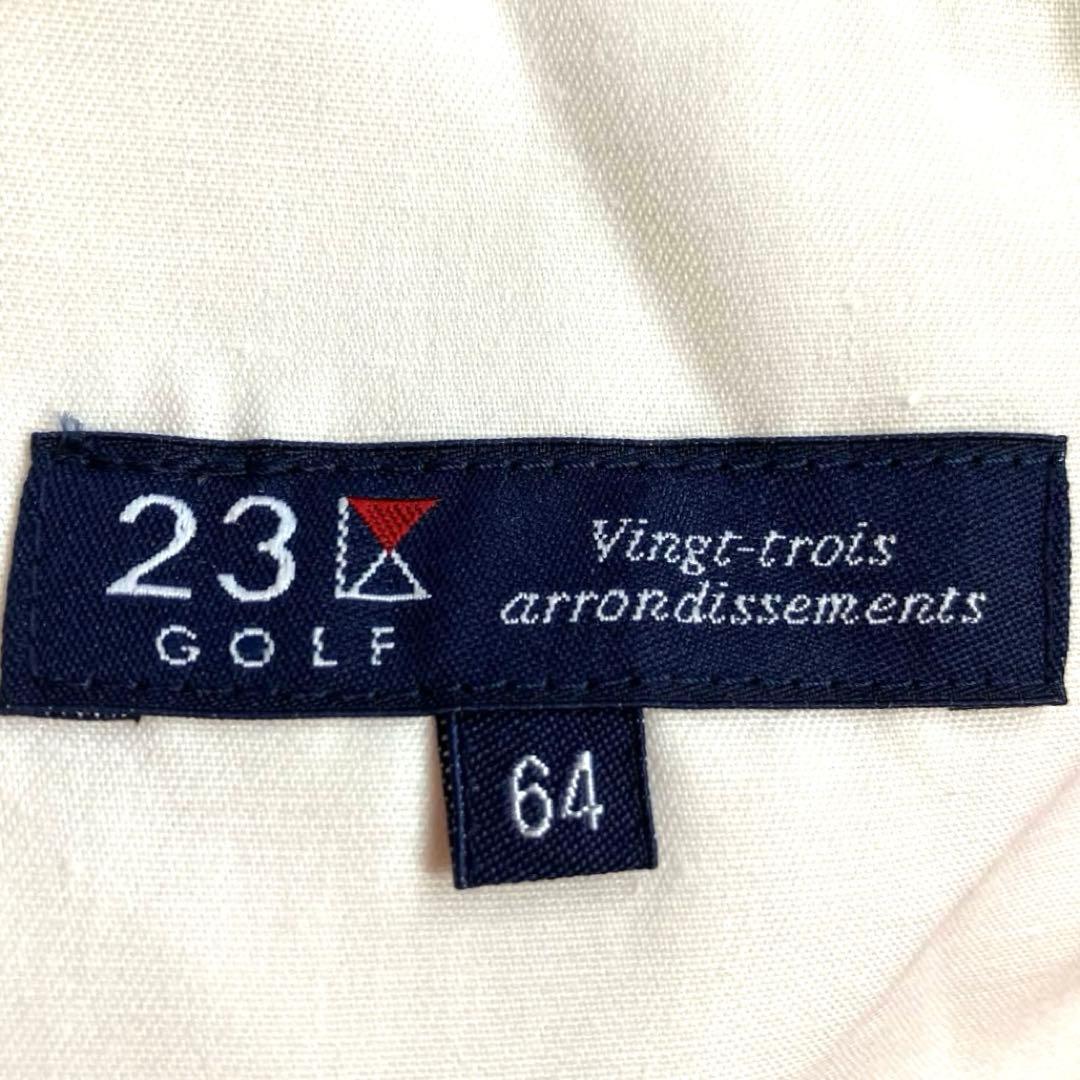 23
GOLF
Vingt-trois
arrondissements
64